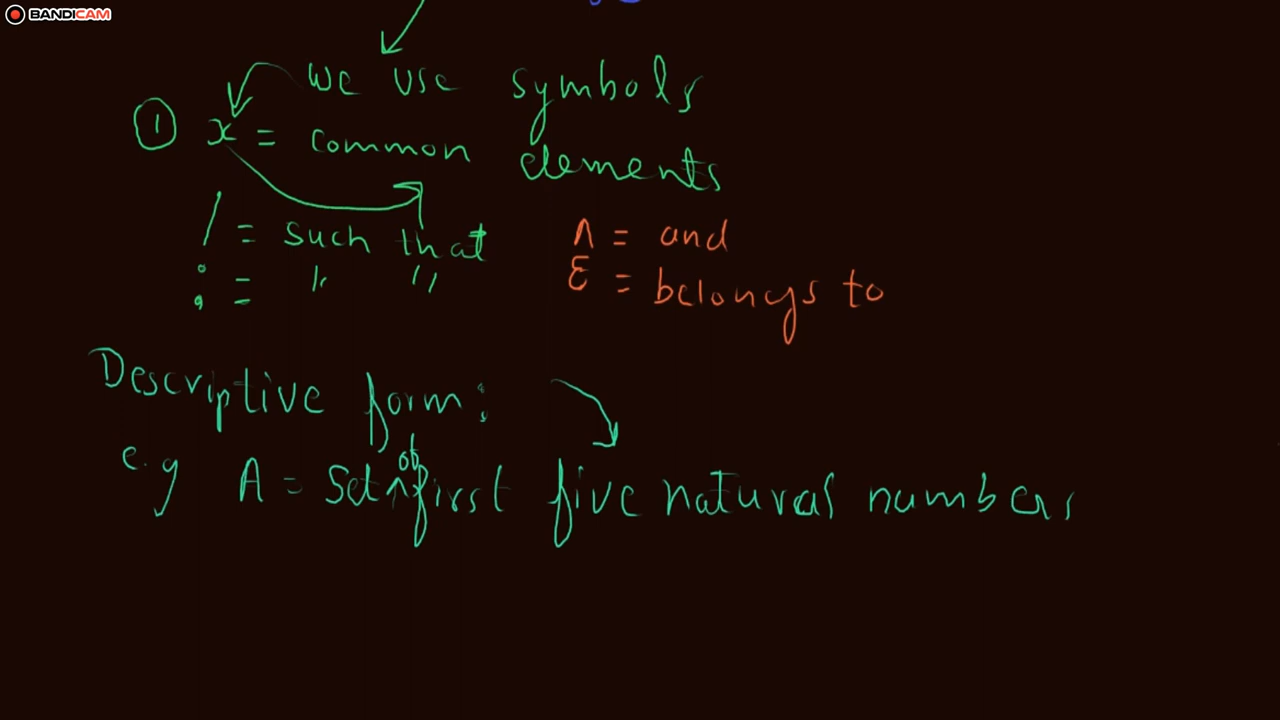 BANDICAM
we use symbols
① x = common elements
/ = such that
∧ = and
; = " "
Ɛ = belongs to
Descriptive form:
e.g A = Set of first five natural numbers